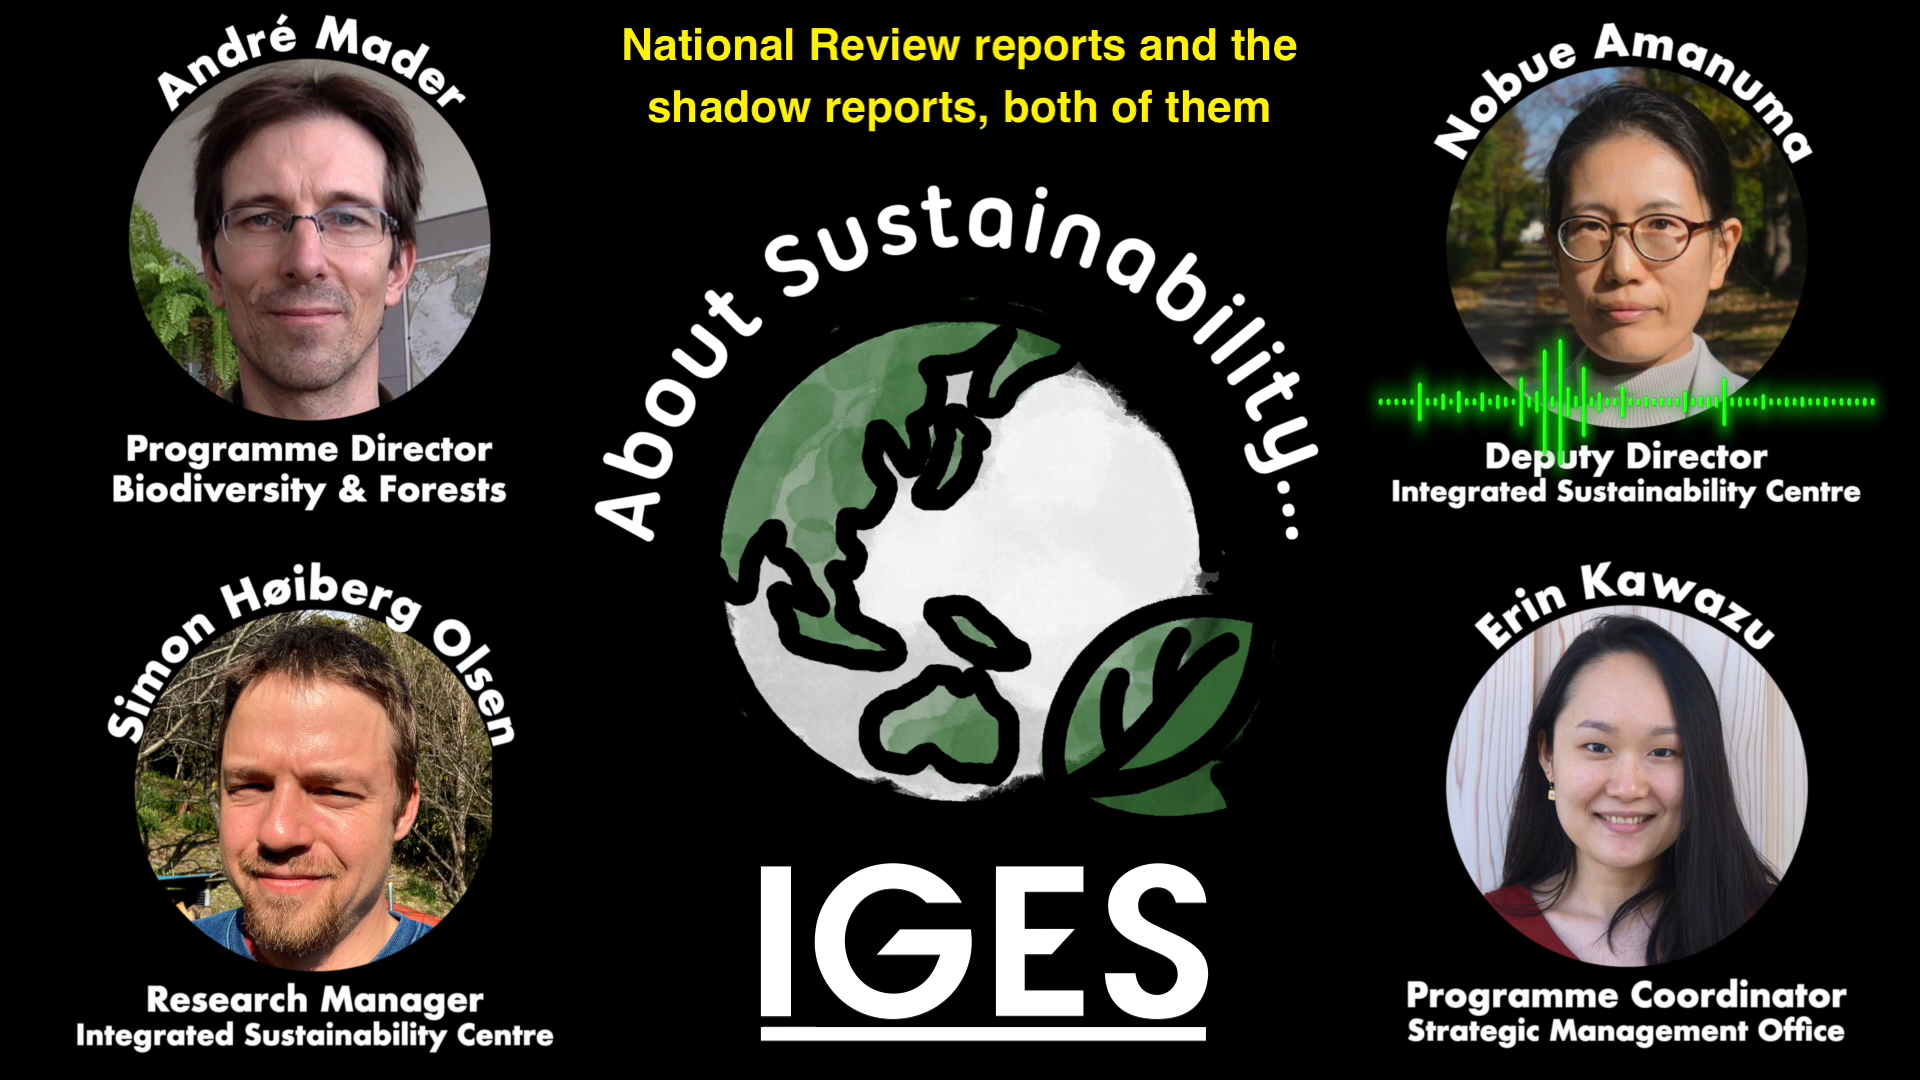 National Review reports and the
shadow reports, both of them
André Mader
Programme Director
Biodiversity & Forests
Nobue Amanuma
Deputy Director
Integrated Sustainability Centre
About Sustainability...
Simon Høiberg Olsen
Research Manager
Integrated Sustainability Centre
Erin Kawazu
Programme Coordinator
Strategic Management Office
IGES